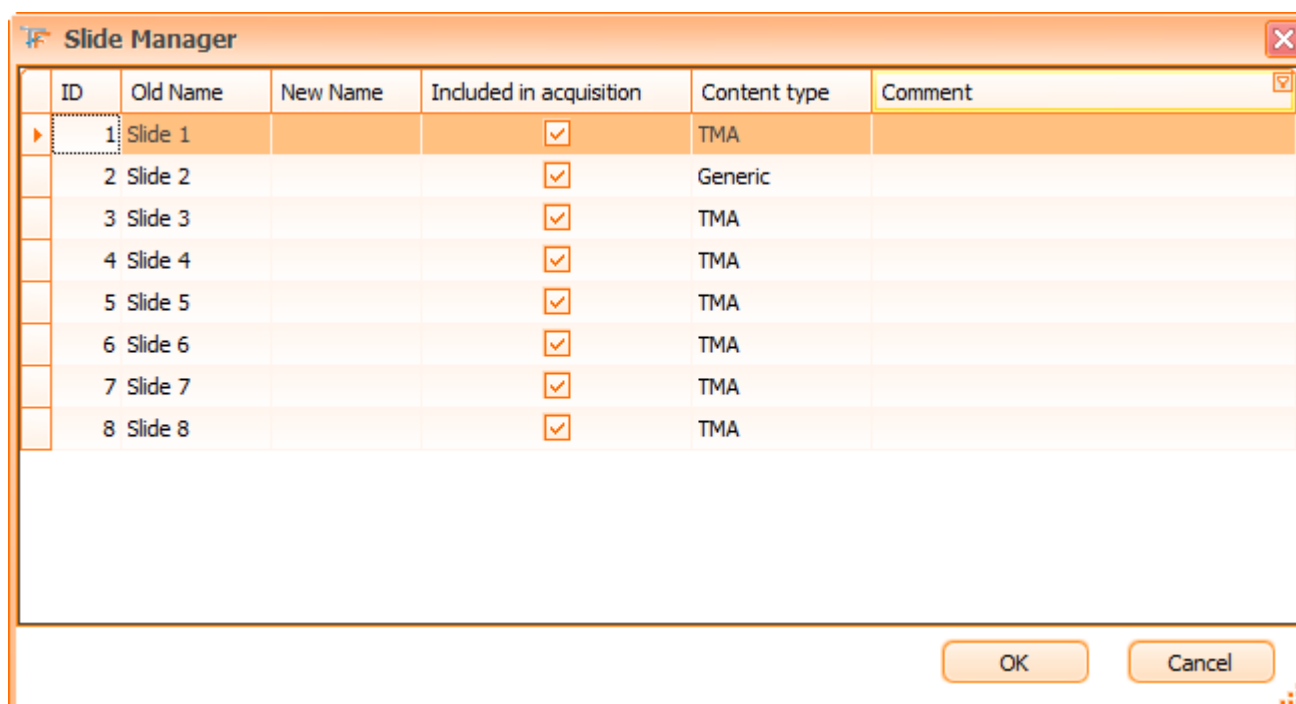 Slide Manager
ID Old Name New Name Included in acquisition Content type Comment
1 Slide 1 TMA
2 Slide 2 Generic
3 Slide 3 TMA
4 Slide 4 TMA
5 Slide 5 TMA
6 Slide 6 TMA
7 Slide 7 TMA
8 Slide 8 TMA
OK Cancel